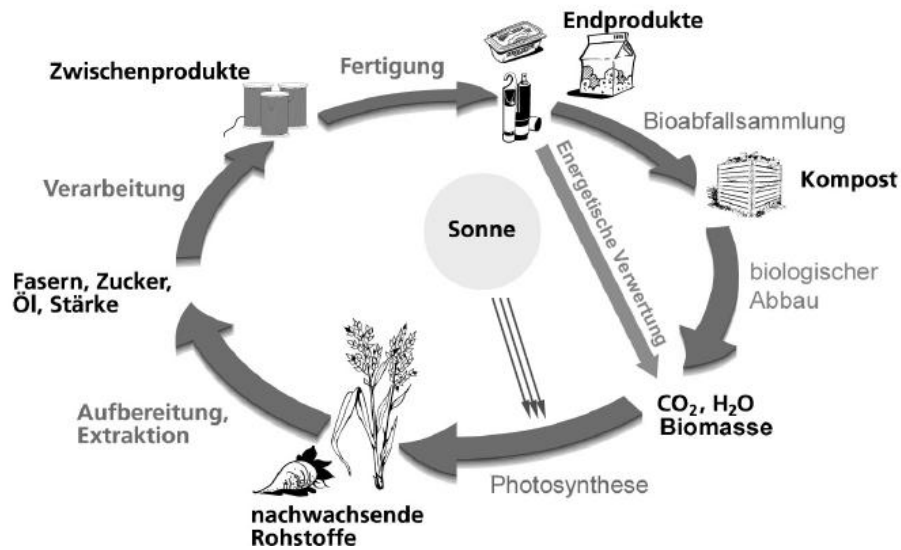 Endprodukte
Zwischenprodukte
Fertigung
Bioabfallsammlung
Verarbeitung
Energetische Verwertung
Kompost
Sonne
Fasern, Zucker,
Öl, Stärke
biologischer
Abbau
Aufbereitung,
Extraktion
CO₂, H₂O
Biomasse
Photosynthese
nachwachsende
Rohstoffe